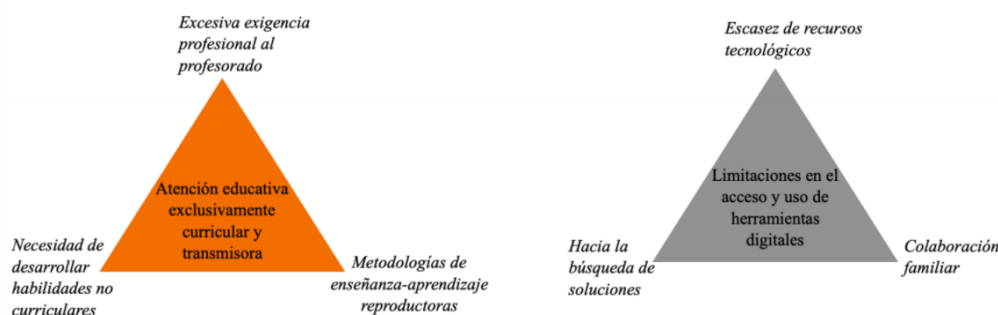 Excesiva exigencia
profesional al
profesorado
Atención educativa
exclusivamente
curricular y
transmisora
Necesidad de
desarrollar
habilidades no
curriculares
Metodologías de
enseñanza-aprendizaje
reproductoras
Escasez de recursos
tecnológicos
Limitaciones en el
acceso y uso de
herramientas
digitales
Hacia la
búsqueda de
soluciones
Colaboración
familiar